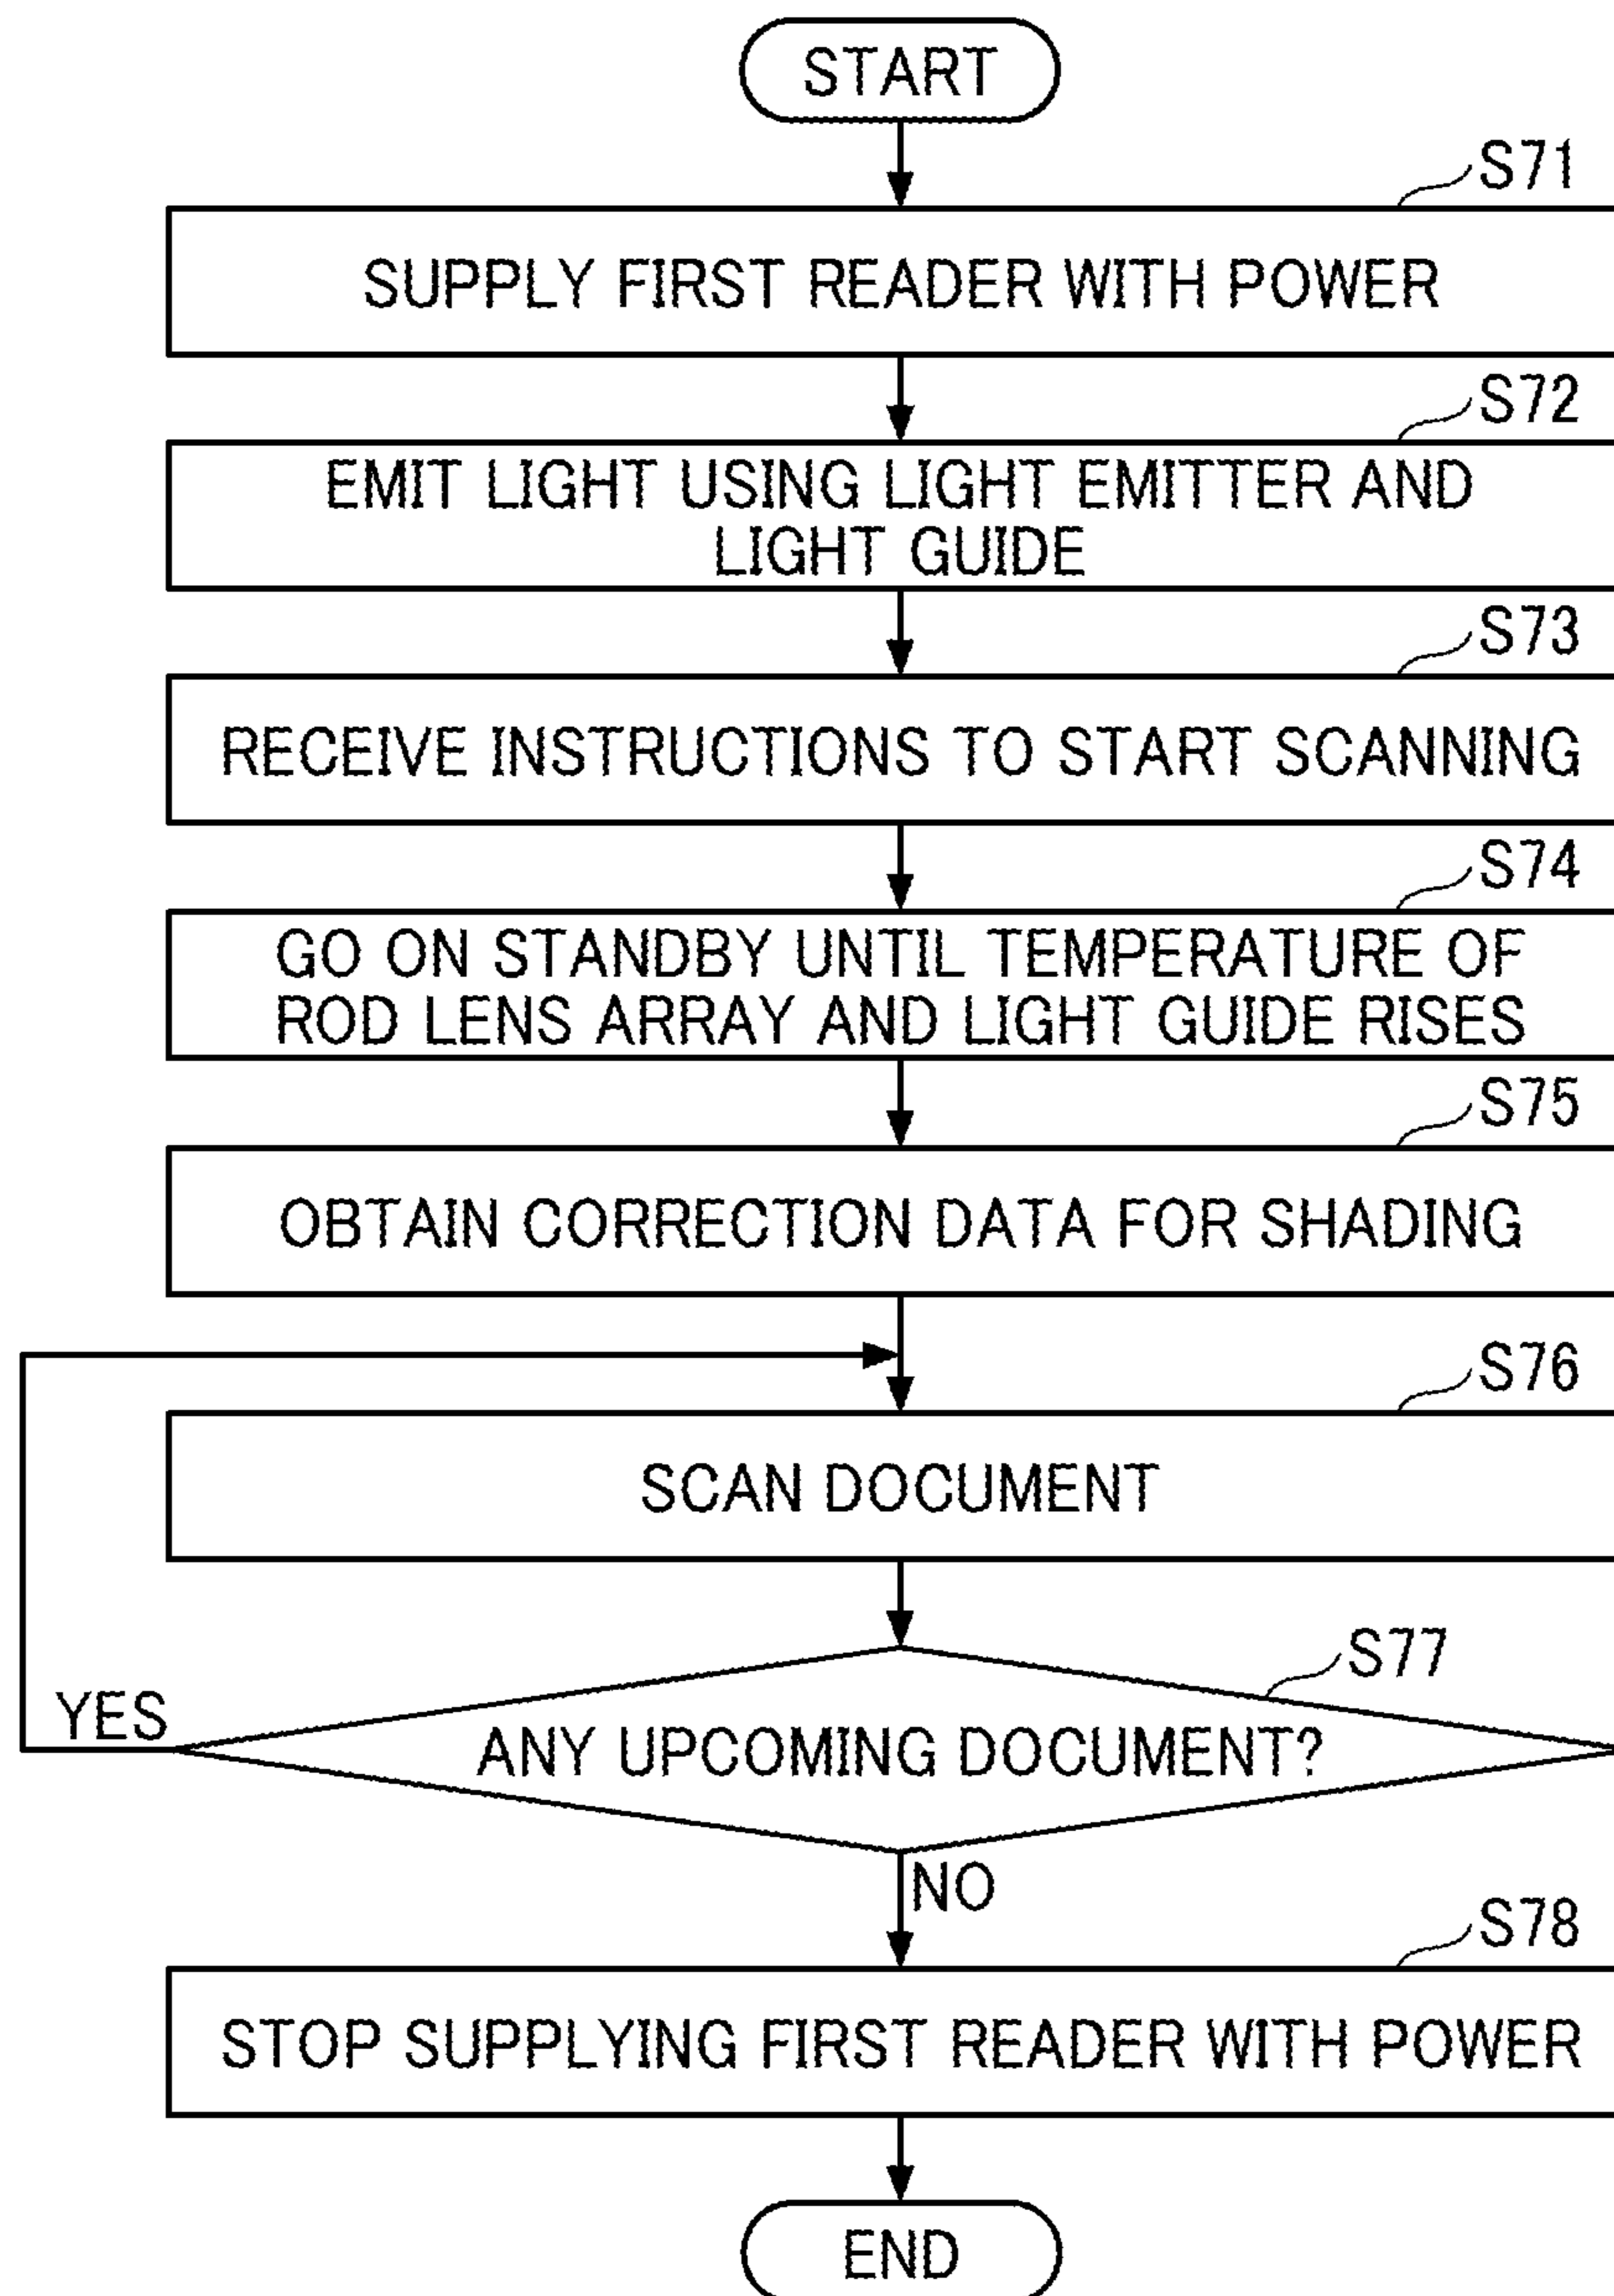 START
S71
SUPPLY FIRST READER WITH POWER
S72
EMIT LIGHT USING LIGHT EMITTER AND
LIGHT GUIDE
S73
RECEIVE INSTRUCTIONS TO START SCANNING
S74
GO ON STANDBY UNTIL TEMPERATURE OF
ROD LENS ARRAY AND LIGHT GUIDE RISES
S75
OBTAIN CORRECTION DATA FOR SHADING
S76
SCAN DOCUMENT
S77
YES
ANY UPCOMING DOCUMENT?
NO
S78
STOP SUPPLYING FIRST READER WITH POWER
END